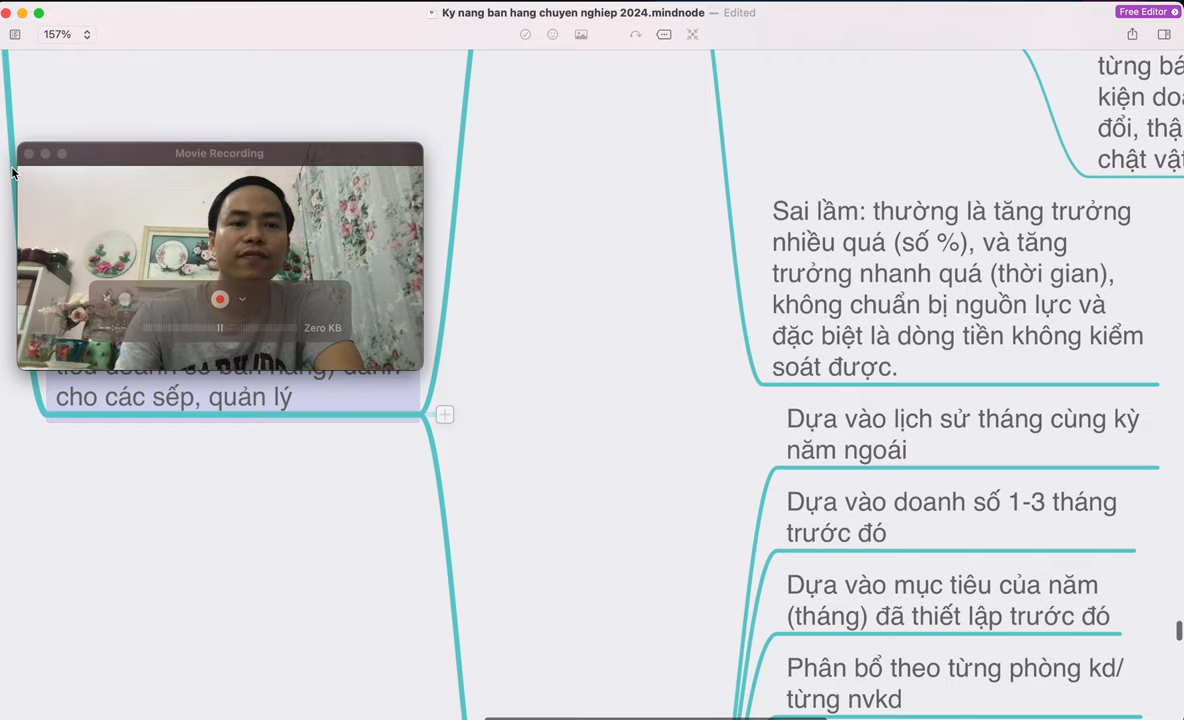 Ky nang ban hang chuyen nghiep 2024.mindnode — Edited
Free Editor
157%
từng
kiện
đổi,
chật
Movie Recording
Zero KB
cho các sếp, quản lý
Sai lầm: thường là tăng trưởng
nhiều quá (số %), và tăng
trưởng nhanh quá (thời gian),
không chuẩn bị nguồn lực và
đặc biệt là dòng tiền không kiểm
soát được.
Dựa vào lịch sử tháng cùng kỳ
năm ngoái
Dựa vào doanh số 1-3 tháng
trước đó
Dựa vào mục tiêu của năm
(tháng) đã thiết lập trước đó
Phân bổ theo từng phòng kd/
từng nvkd